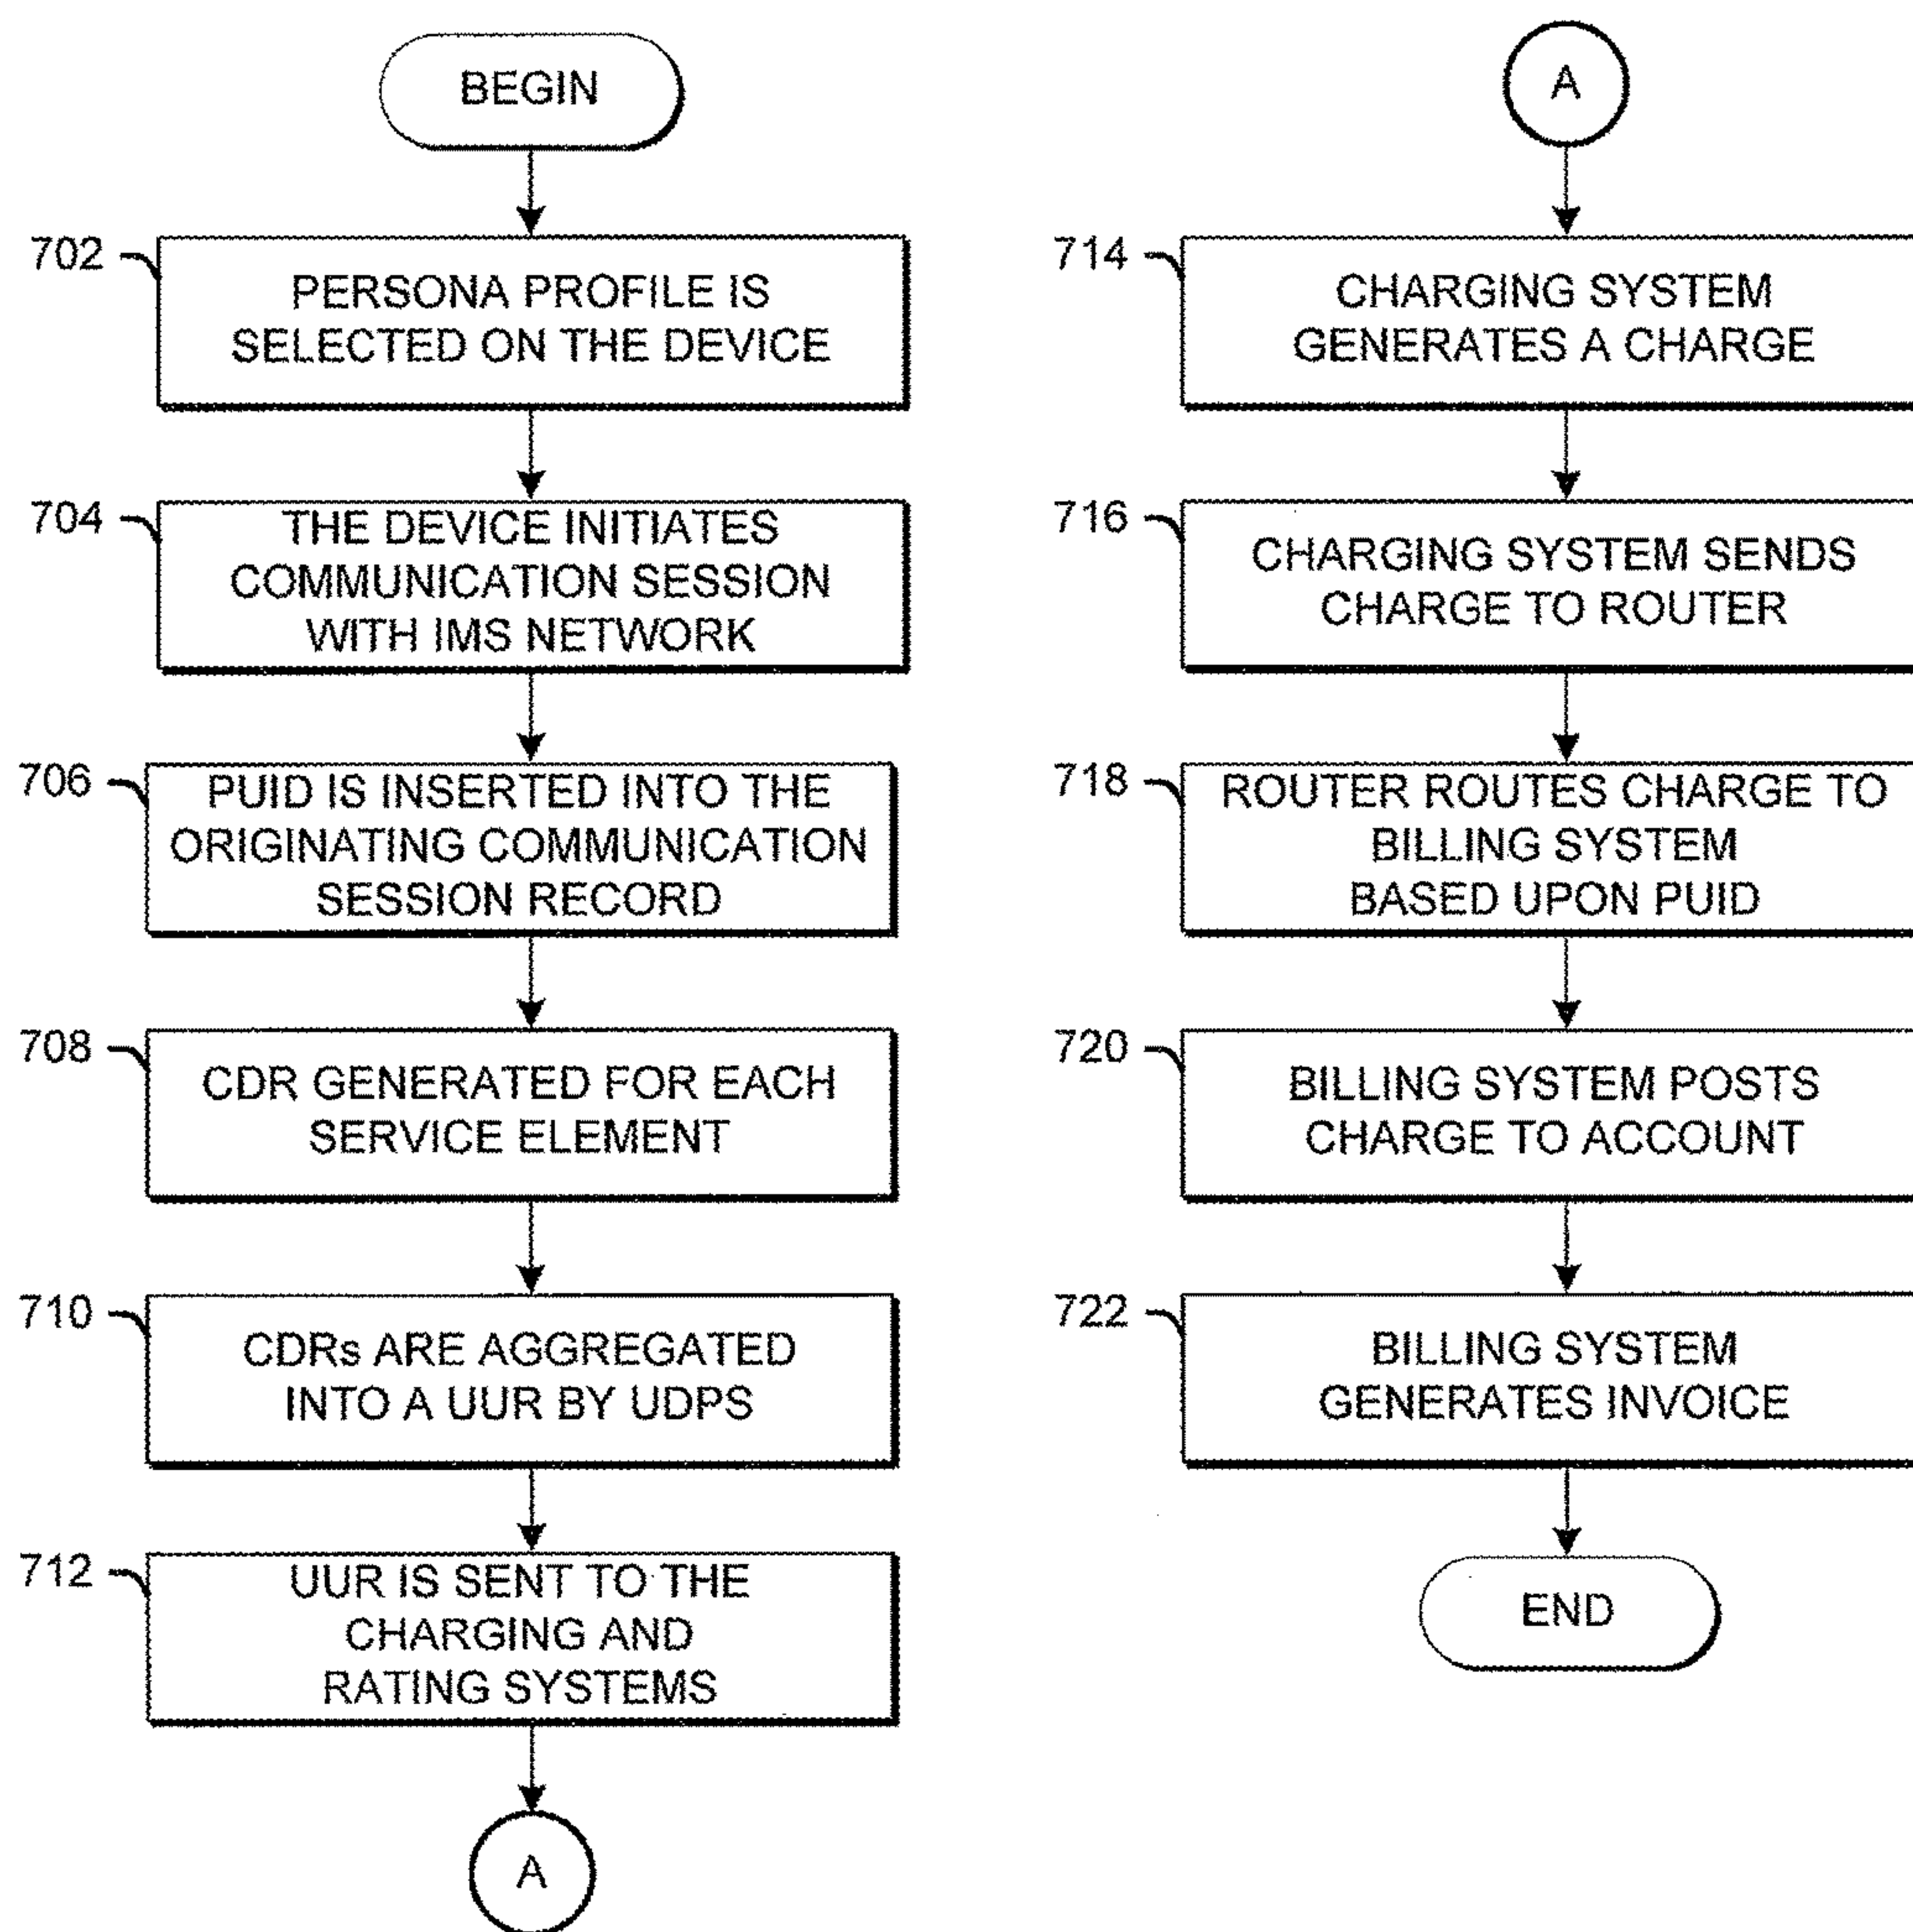 BEGIN
702
PERSONA PROFILE IS
SELECTED ON THE DEVICE
704
THE DEVICE INITIATES
COMMUNICATION SESSION
WITH IMS NETWORK
706
PUID IS INSERTED INTO THE
ORIGINATING COMMUNICATION
SESSION RECORD
708
CDR GENERATED FOR EACH
SERVICE ELEMENT
710
CDRs ARE AGGREGATED
INTO A UUR BY UDPS
712
UUR IS SENT TO THE
CHARGING AND
RATING SYSTEMS
A
A
714
CHARGING SYSTEM
GENERATES A CHARGE
716
CHARGING SYSTEM SENDS
CHARGE TO ROUTER
718
ROUTER ROUTES CHARGE TO
BILLING SYSTEM
BASED UPON PUID
720
BILLING SYSTEM POSTS
CHARGE TO ACCOUNT
722
BILLING SYSTEM
GENERATES INVOICE
END